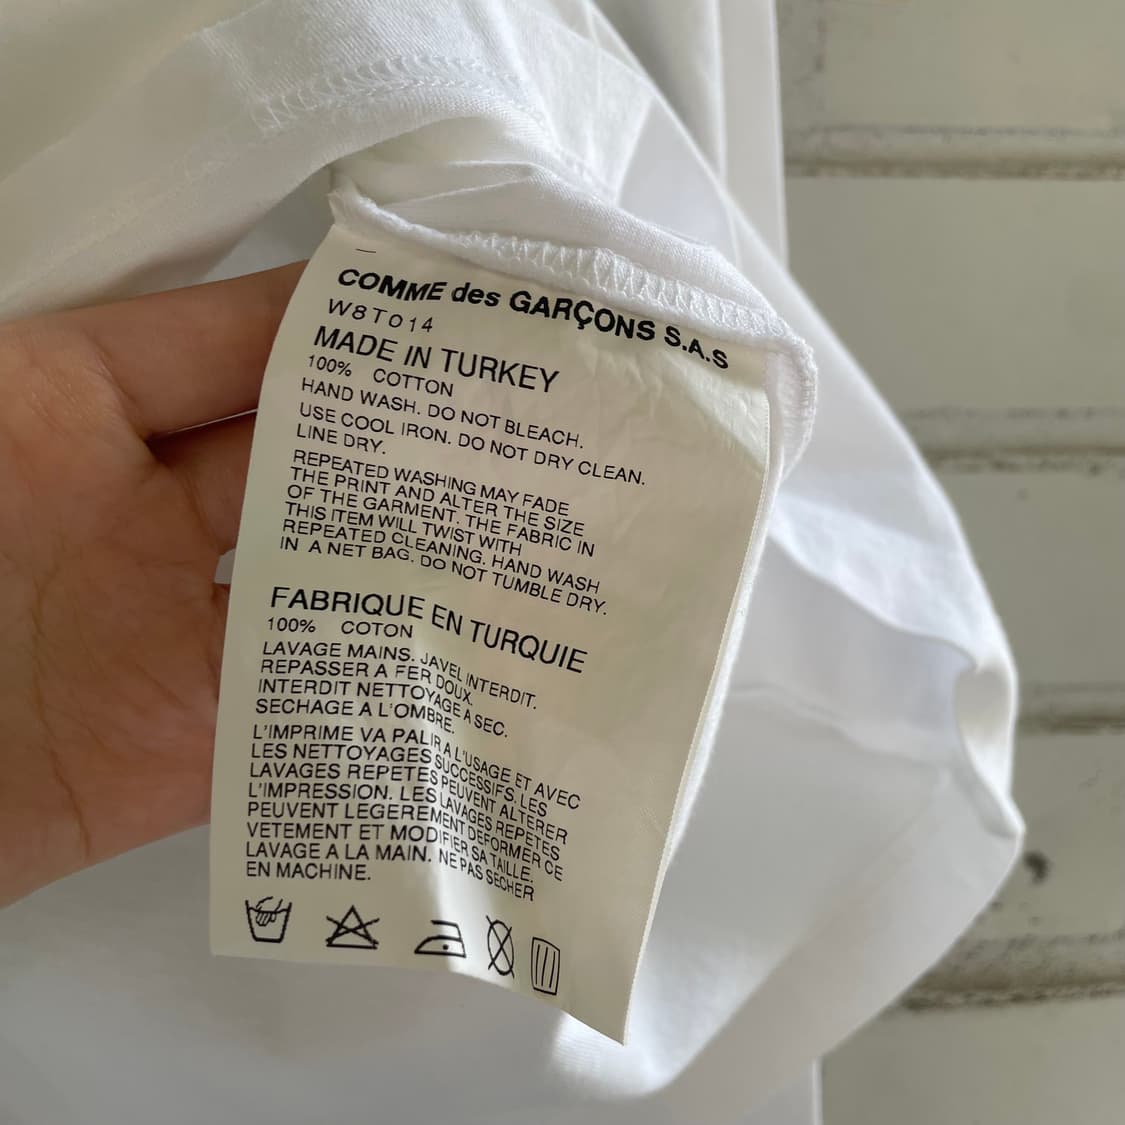 COMME des GARÇONS S.A.S
W8T014
MADE IN TURKEY
100% COTTON
HAND WASH. DO NOT BLEACH.
USE COOL IRON. DO NOT DRY CLEAN.
LINE DRY.
REPEATED WASHING MAY FADE
THE PRINT AND ALTER THE SIZE
OF THE GARMENT. THE FABRIC IN
THIS ITEM WILL TWIST WITH
REPEATED CLEANING. HAND WASH
IN A NET BAG. DO NOT TUMBLE DRY.
FABRIQUE EN TURQUIE
100% COTON
LAVAGE MAINS. JAVEL INTERDIT.
REPASSER A FER DOUX.
INTERDIT NETTOYAGE A SEC.
SECHAGE A L'OMBRE.
L'IMPRIME VA PALIR A L'USAGE ET AVEC
LES NETTOYAGES SUCCESSIFS. LES
LAVAGES REPETES PEUVENT ALTERER
L'IMPRESSION. LES LAVAGES REPETES
PEUVENT LEGEREMENT DEFORMER CE
VETEMENT ET MODIFIER SA TAILLE.
LAVAGE A LA MAIN. NE PAS SECHER
EN MACHINE.